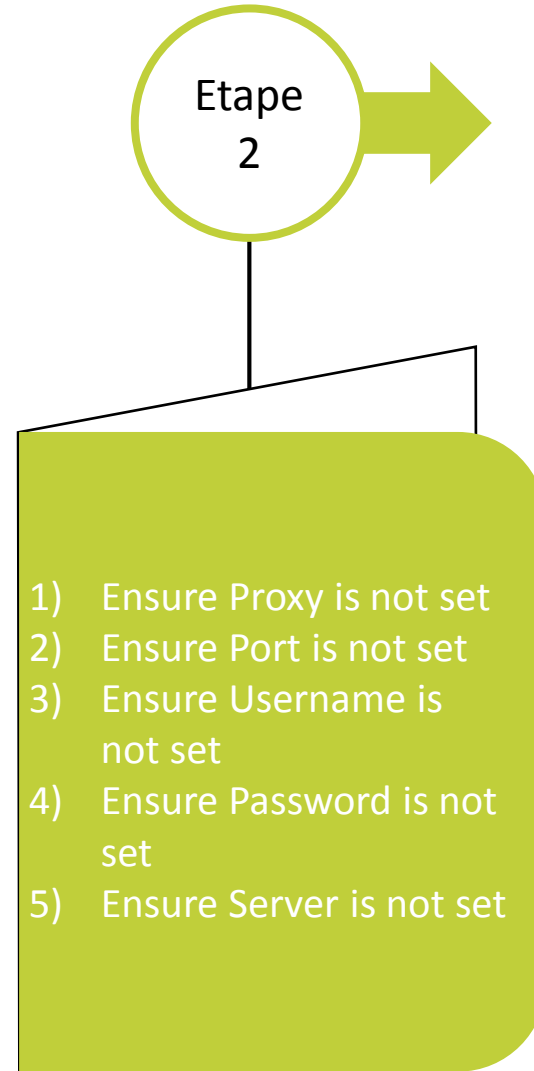 Etape
2
1) Ensure Proxy is not set
2) Ensure Port is not set
3) Ensure Username is
not set
4) Ensure Password is not
set
5) Ensure Server is not set